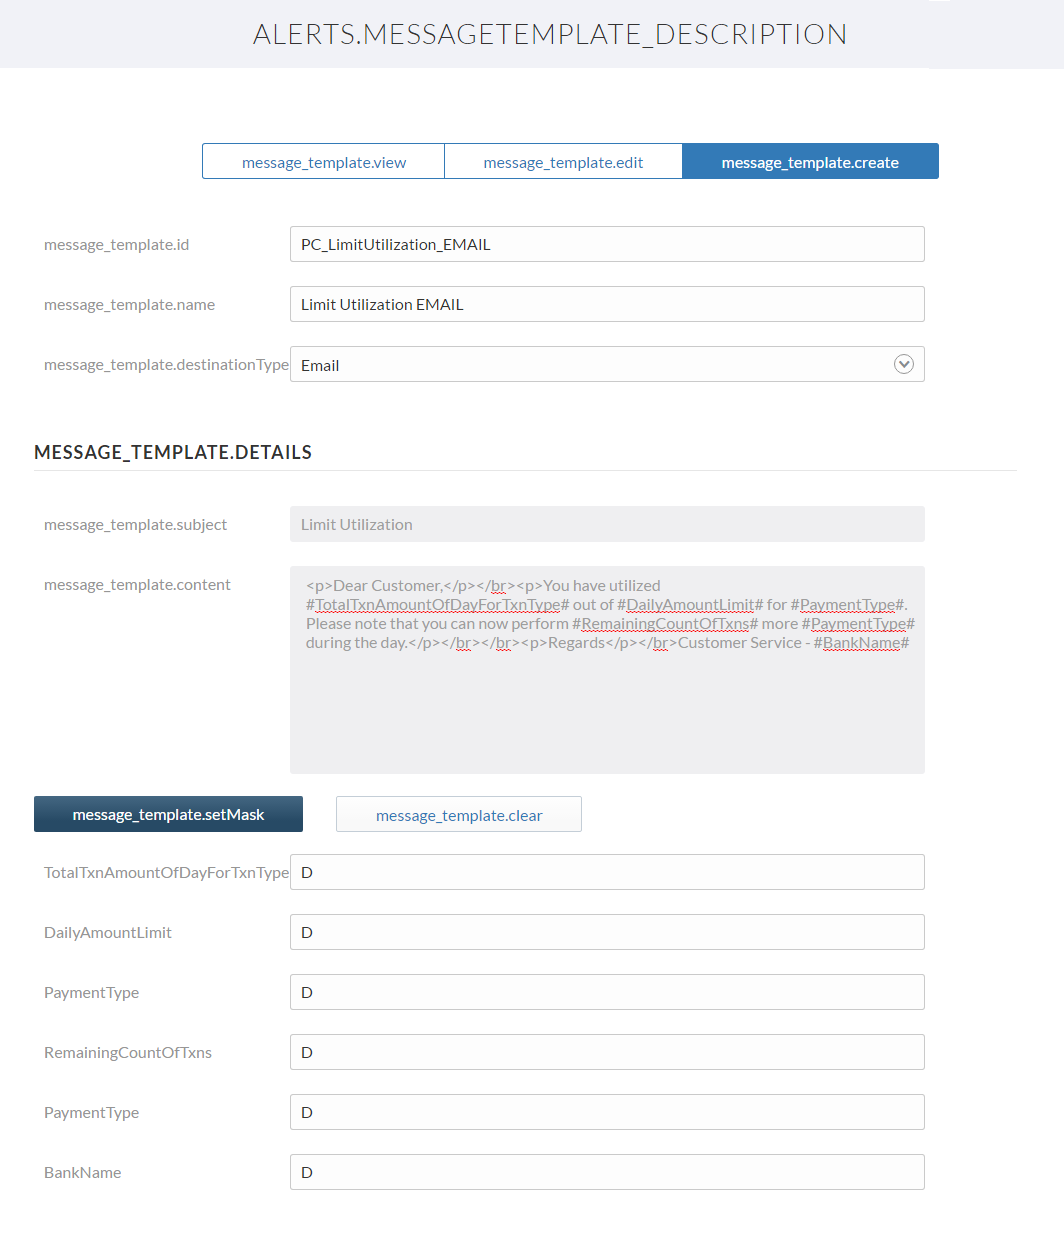 ALERTS.MESSAGETEMPLATE_DESCRIPTION
message_template.view message_template.edit message_template.create
message_template.id PC_LimitUtilization_EMAIL
message_template.name Limit Utilization EMAIL
message_template.destinationType Email
MESSAGE_TEMPLATE.DETAILS
message_template.subject Limit Utilization
message_template.content <p>Dear Customer,</p></br><p>You have utilized
#TotalTxnAmountOfDayForTxnType# out of #DailyAmountLimit# for #PaymentType#.
Please note that you can now perform #RemainingCountOfTxns# more #PaymentType#
during the day.</p></br></br><p>Regards</p></br>Customer Service - #BankName#
message_template.setMask message_template.clear
TotalTxnAmountOfDayForTxnType D
DailyAmountLimit D
PaymentType D
RemainingCountOfTxns D
PaymentType D
BankName D